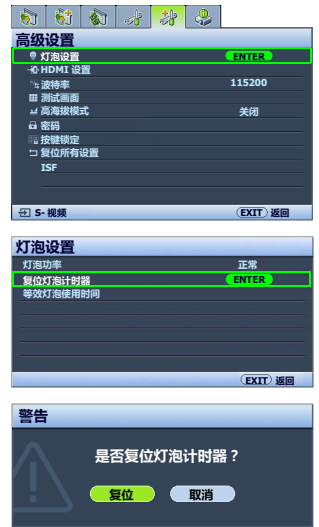 高级设置
灯泡设置 ENTER
HDMI 设置
波特率 115200
测试画面
高海拔模式 关闭
密码
按键锁定
复位所有设置
ISF
S- 视频 EXIT 返回
灯泡设置
灯泡功率 正常
复位灯泡计时器 ENTER
等效灯泡使用时间
EXIT 返回
警告
是否复位灯泡计时器？
复位 取消